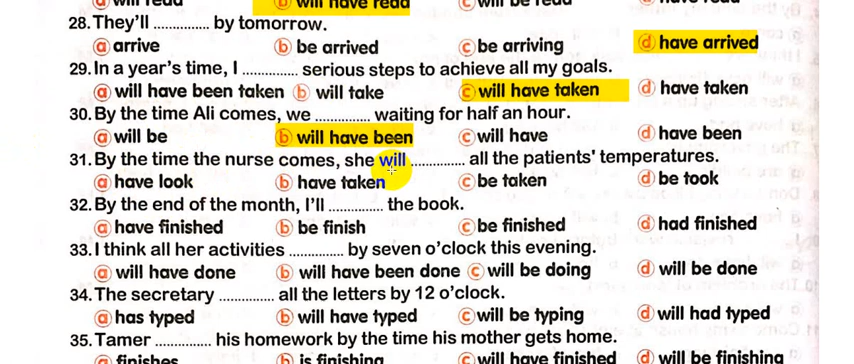 will have read
28. They'll .............. by tomorrow.
a arrive b be arrived c be arriving d have arrived
29. In a year's time, I .............. serious steps to achieve all my goals.
a will have been taken b will take c will have taken d have taken
30. By the time Ali comes, we .............. waiting for half an hour.
a will be b will have been c will have d have been
31. By the time the nurse comes, she will .............. all the patients' temperatures.
a have look b have taken c be taken d be took
32. By the end of the month, I'll .............. the book.
a have finished b be finish c be finished d had finished
33. I think all her activities .............. by seven o'clock this evening.
a will have done b will have been done c will be doing d will be done
34. The secretary .............. all the letters by 12 o'clock.
a has typed b will have typed c will be typing d will had typed
35. Tamer .............. his homework by the time his mother gets home.
a finishes b is finishing c will have finished d will be finishing